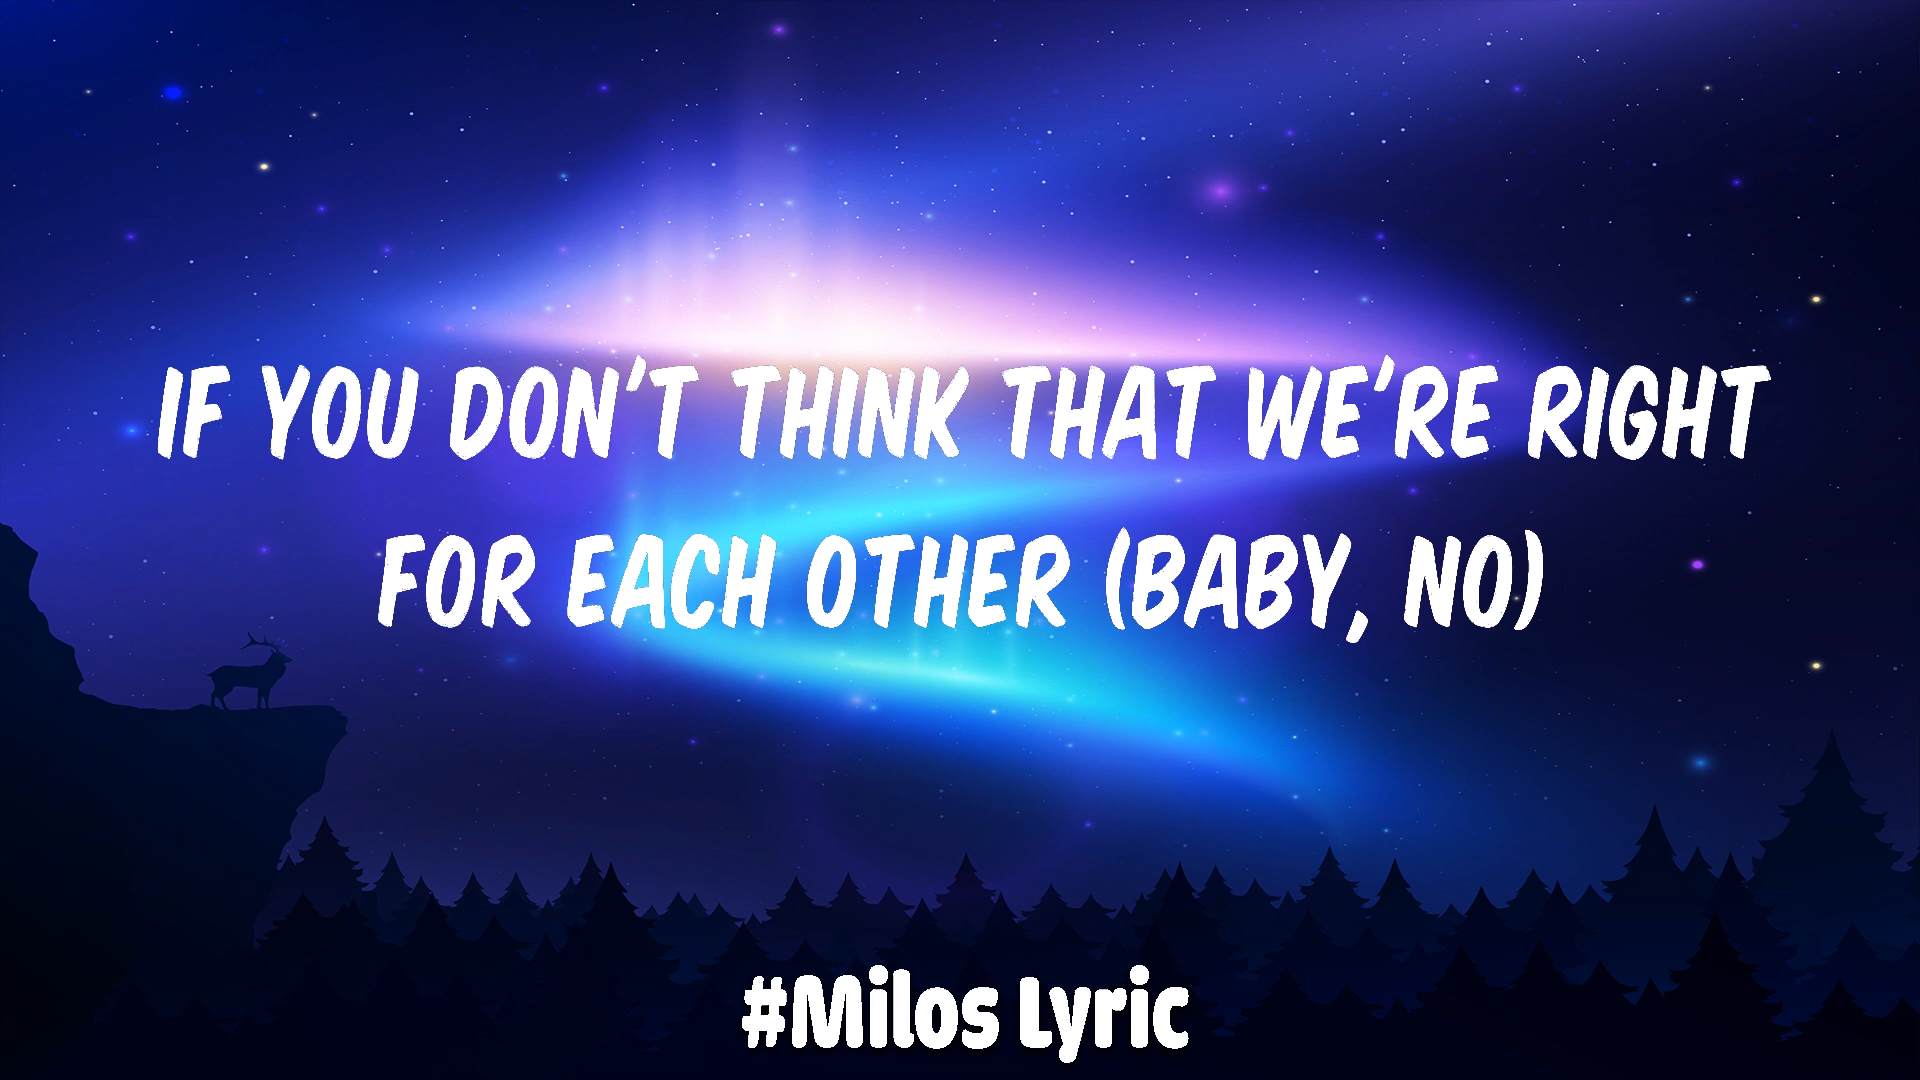 IF YOU DON'T THINK THAT WE'RE RIGHT
FOR EACH OTHER (BABY, NO)
#Milos Lyric